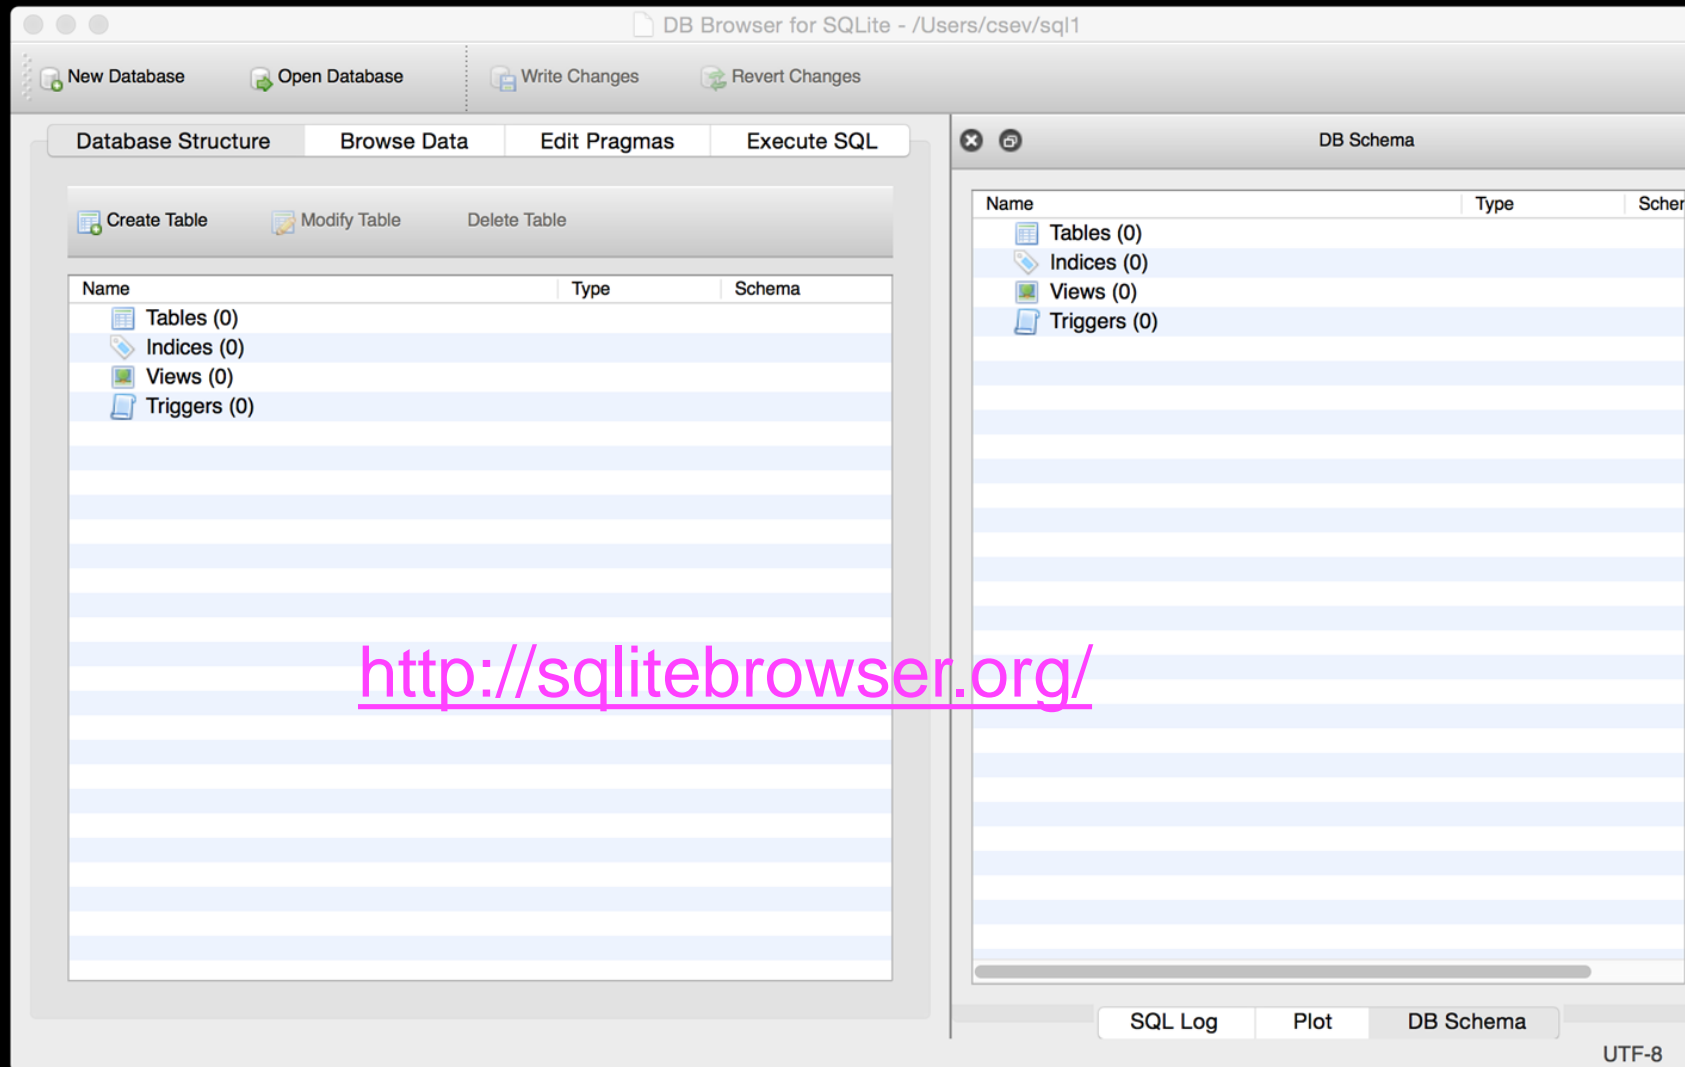 DB Browser for SQLite - /Users/csev/sql1
New Database Open Database Write Changes Revert Changes
Database Structure Browse Data Edit Pragmas Execute SQL
Create Table Modify Table Delete Table
Name Type Schema
Tables (0)
Indices (0)
Views (0)
Triggers (0)
http://sqlitebrowser.org/
DB Schema
Name Type Schem
Tables (0)
Indices (0)
Views (0)
Triggers (0)
SQL Log Plot DB Schema
UTF-8